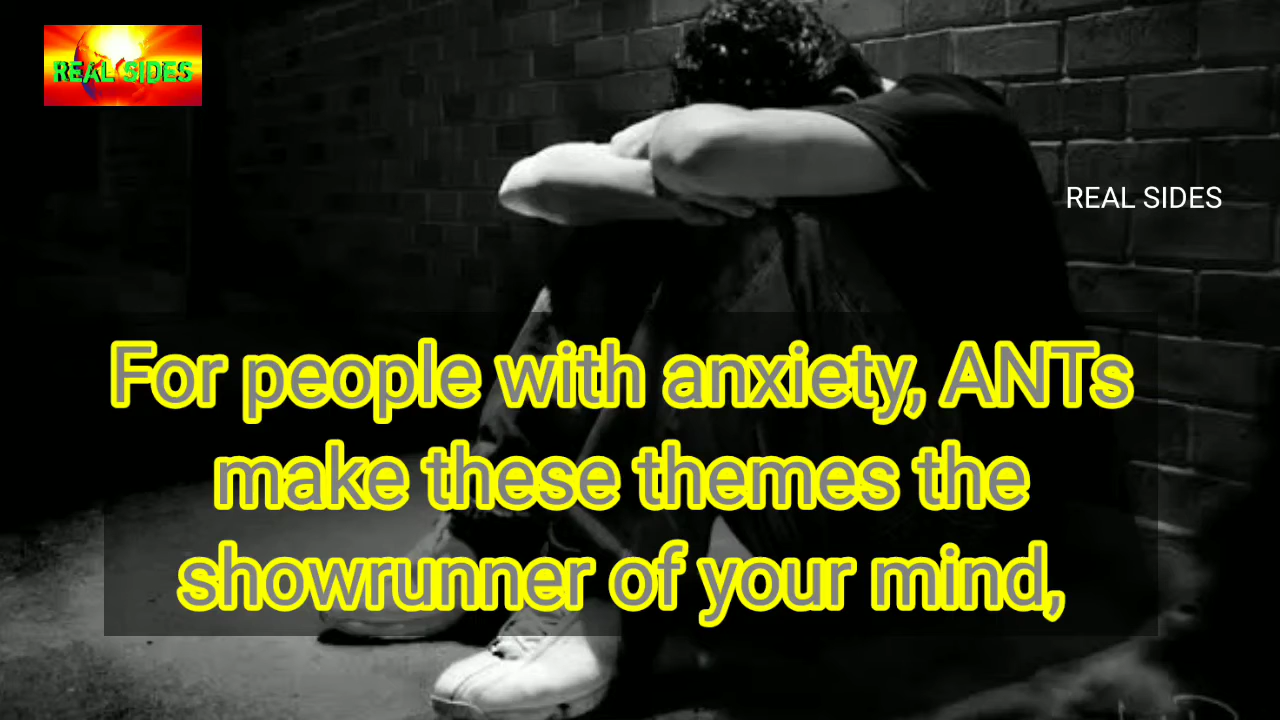 REAL SIDES
REAL SIDES
For people with anxiety, ANTs
make these themes the
showrunner of your mind,